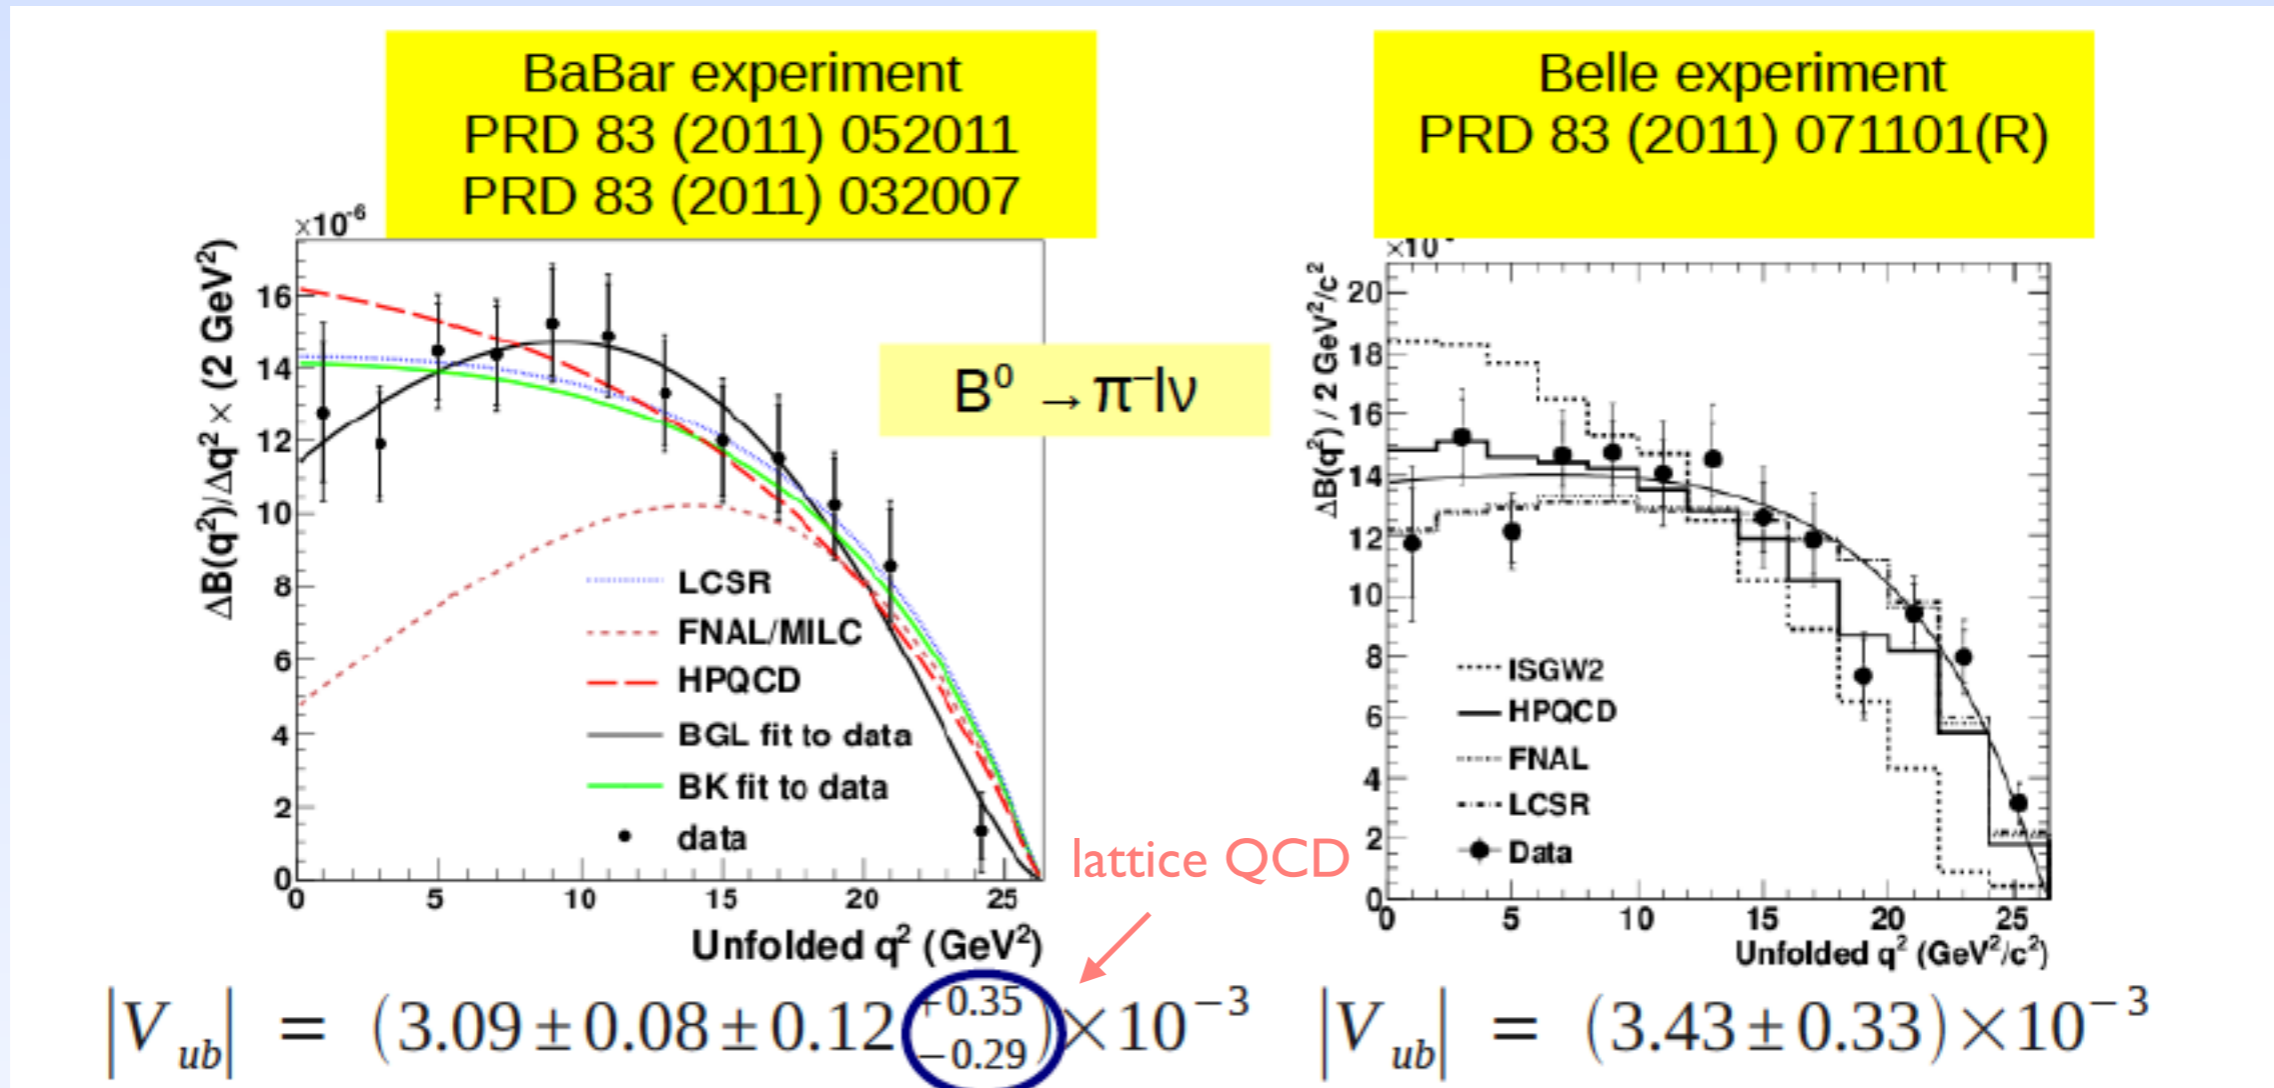 BaBar experiment
PRD 83 (2011) 052011
PRD 83 (2011) 032007
Belle experiment
PRD 83 (2011) 071101(R)
×10⁻⁶
ΔB(q²)/Δq² × (2 GeV²)
16
14
12
10
8
6
4
2
0
0 5 10 15 20 25
Unfolded q² (GeV²)
LCSR
FNAL/MILC
HPQCD
BGL fit to data
BK fit to data
data
B⁰ → π⁻lν
×10
ΔB(q²) / 2 GeV²/c²
20
18
16
14
12
10
8
6
4
2
0
0 5 10 15 20 25
Unfolded q² (GeV²/c²)
ISGW2
HPQCD
FNAL
LCSR
Data
lattice QCD
|V_ub| = (3.09 ± 0.08 ± 0.12 +0.35 −0.29) × 10⁻³
|V_ub| = (3.43 ± 0.33) × 10⁻³